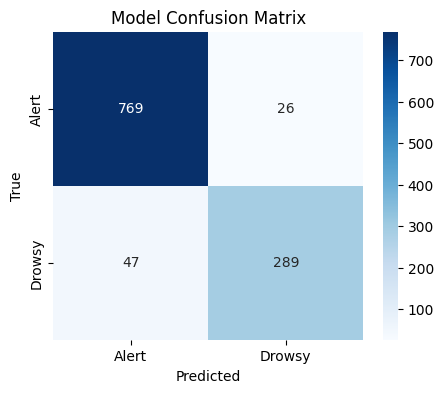 Model Confusion Matrix
Alert
769
26
700
600
500
400
300
200
100
True
Drowsy
47
289
Alert
Drowsy
Predicted